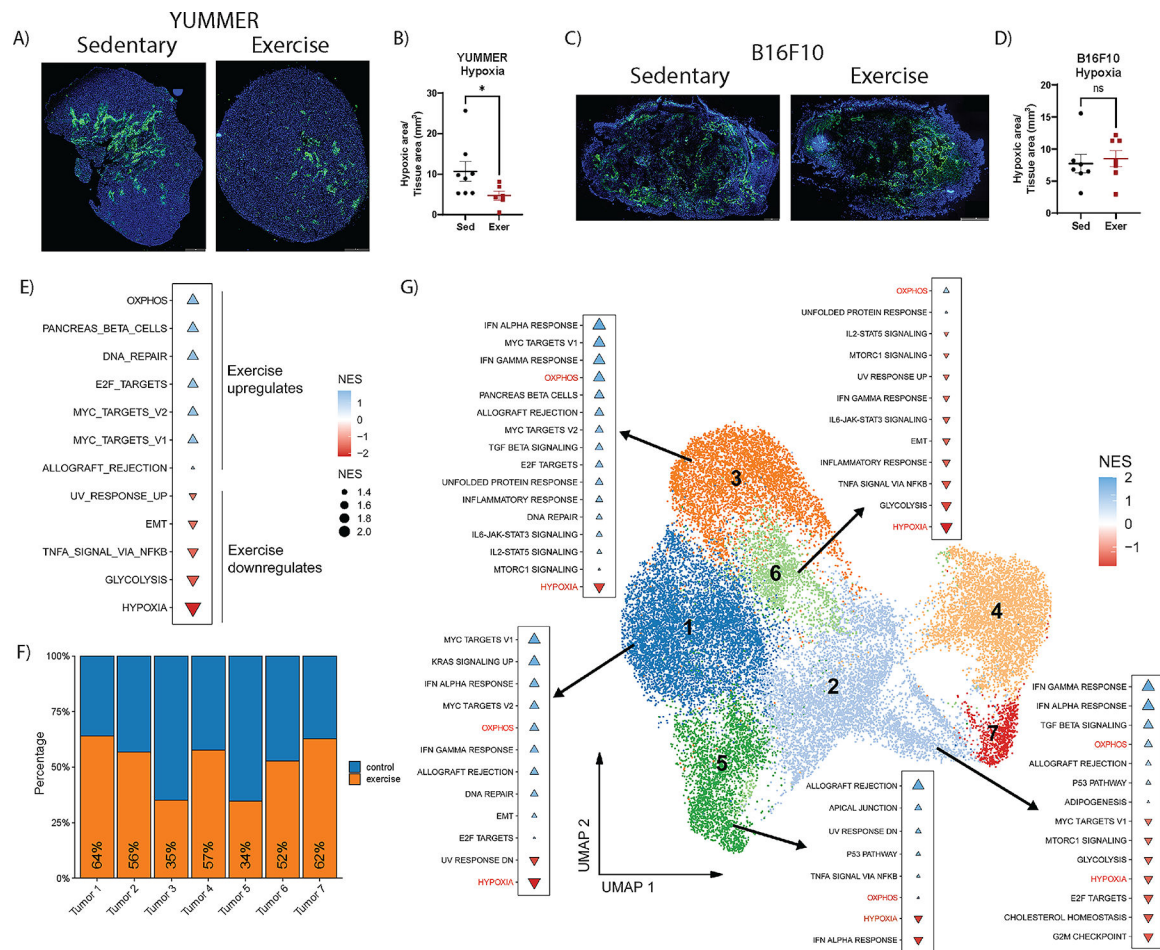 YUMMER
A)
Sedentary
Exercise
B)
YUMMER
Hypoxia
*
Hypoxic area/
Tissue area (mm³)
30
20
10
0
Sed
Exer
C)
B16F10
Sedentary
Exercise
D)
B16F10
Hypoxia
ns
Hypoxic area/
Tissue area (mm³)
20
15
10
5
0
Sed
Exer
E)
OXPHOS
PANCREAS_BETA_CELLS
DNA_REPAIR
E2F_TARGETS
MYC_TARGETS_V2
MYC_TARGETS_V1
ALLOGRAFT_REJECTION
UV_RESPONSE_UP
EMT
TNFA_SIGNAL_VIA_NFKB
GLYCOLYSIS
HYPOXIA
Exercise
upregulates
Exercise
downregulates
NES
1
0
−1
−2
NES
1.4
1.6
1.8
2.0
F)
Percentage
100%
75%
50%
25%
0%
64%
56%
35%
57%
34%
52%
62%
Tumor 1
Tumor 2
Tumor 3
Tumor 4
Tumor 5
Tumor 6
Tumor 7
control
exercise
G)
IFN ALPHA RESPONSE
MYC TARGETS V1
IFN GAMMA RESPONSE
OXPHOS
PANCREAS BETA CELLS
ALLOGRAFT REJECTION
MYC TARGETS V2
TGF BETA SIGNALING
E2F TARGETS
UNFOLDED PROTEIN RESPONSE
INFLAMMATORY RESPONSE
DNA REPAIR
IL6-JAK-STAT3 SIGNALING
IL2-STAT5 SIGNALING
MTORC1 SIGNALING
HYPOXIA
OXPHOS
UNFOLDED PROTEIN RESPONSE
IL2-STAT5 SIGNALING
MTORC1 SIGNALING
UV RESPONSE UP
IFN GAMMA RESPONSE
IL6-JAK-STAT3 SIGNALING
EMT
INFLAMMATORY RESPONSE
TNFA SIGNAL VIA NFKB
GLYCOLYSIS
HYPOXIA
NES
2
1
0
−1
3
6
1
4
2
7
5
MYC TARGETS V1
KRAS SIGNALING UP
IFN ALPHA RESPONSE
MYC TARGETS V2
OXPHOS
IFN GAMMA RESPONSE
ALLOGRAFT REJECTION
DNA REPAIR
EMT
E2F TARGETS
UV RESPONSE DN
HYPOXIA
UMAP 2
UMAP 1
ALLOGRAFT REJECTION
APICAL JUNCTION
UV RESPONSE DN
P53 PATHWAY
TNFA SIGNAL VIA NFKB
OXPHOS
HYPOXIA
IFN ALPHA RESPONSE
IFN GAMMA RESPONSE
IFN ALPHA RESPONSE
TGF BETA SIGNALING
OXPHOS
ALLOGRAFT REJECTION
P53 PATHWAY
ADIPOGENESIS
MYC TARGETS V1
MTORC1 SIGNALING
GLYCOLYSIS
HYPOXIA
E2F TARGETS
CHOLESTEROL HOMEOSTASIS
G2M CHECKPOINT